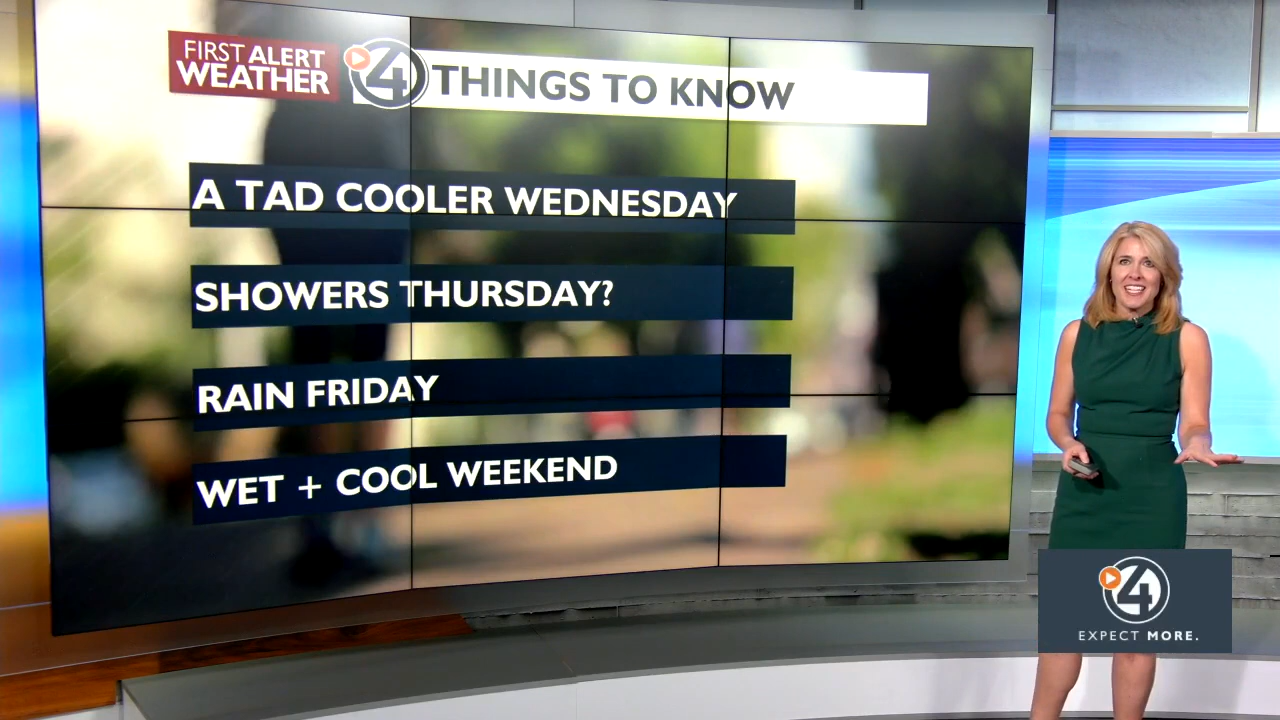 FIRST ALERT
WEATHER
4 THINGS TO KNOW
A TAD COOLER WEDNESDAY
SHOWERS THURSDAY?
RAIN FRIDAY
WET + COOL WEEKEND
4
EXPECT MORE.